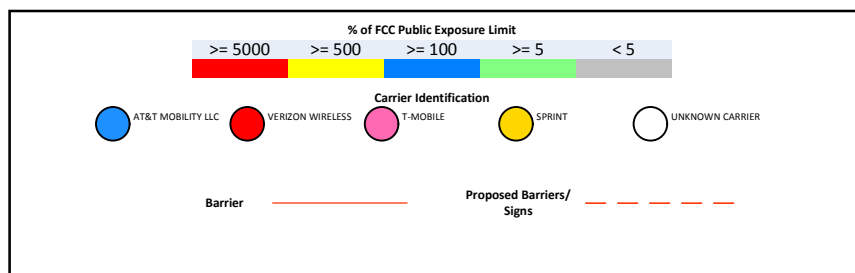 % of FCC Public Exposure Limit
>= 5000 >= 500 >= 100 >= 5 < 5
Carrier Identification
AT&T MOBILITY LLC VERIZON WIRELESS T-MOBILE SPRINT UNKNOWN CARRIER
Barrier Proposed Barriers/
Signs